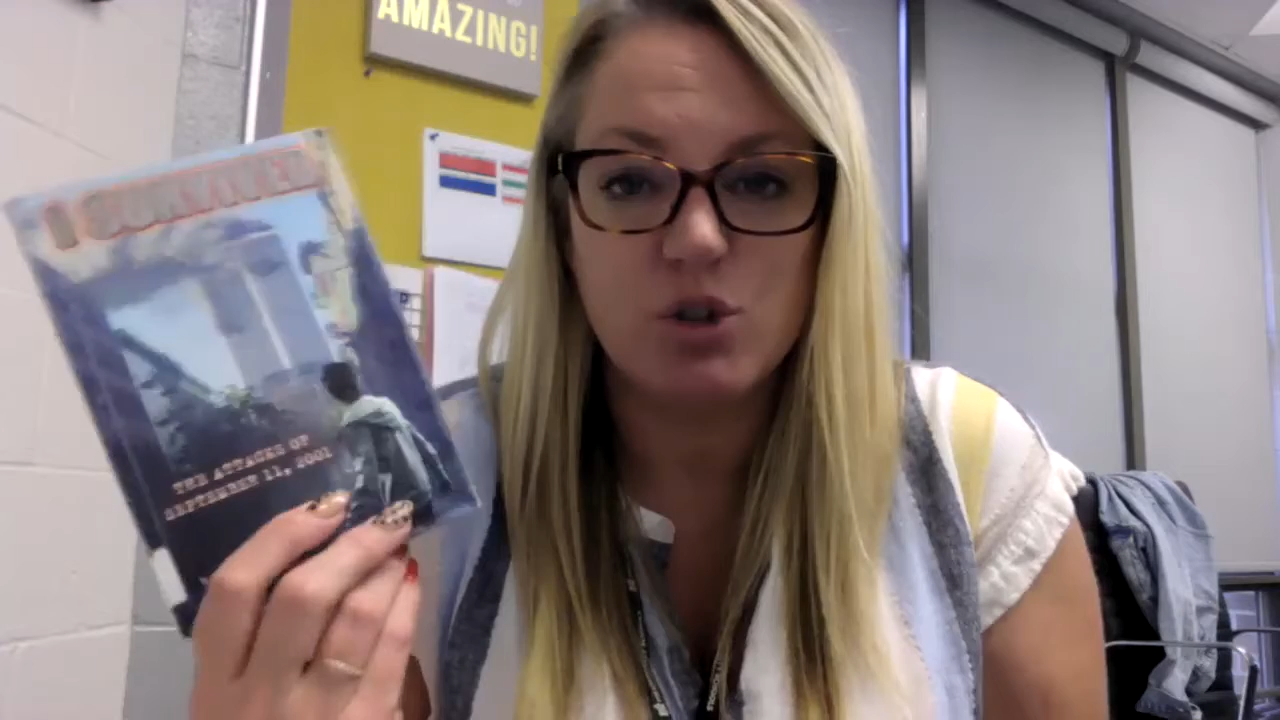 AMAZING!
I SURVIVED
THE ATTACKS OF
SEPTEMBER 11, 2001